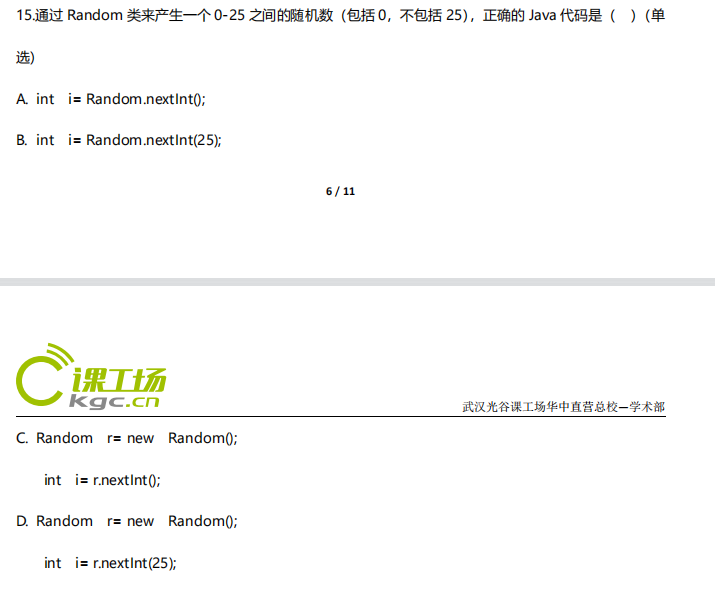 15.通过 Random 类来产生一个 0-25 之间的随机数（包括 0，不包括 25），正确的 Java 代码是（ ）(单
选)
A. int i= Random.nextInt();
B. int i= Random.nextInt(25);
6 / 11
课工场
kgc.cn
武汉光谷课工场华中直营总校—学术部
C. Random r= new Random();
int i= r.nextInt();
D. Random r= new Random();
int i= r.nextInt(25);